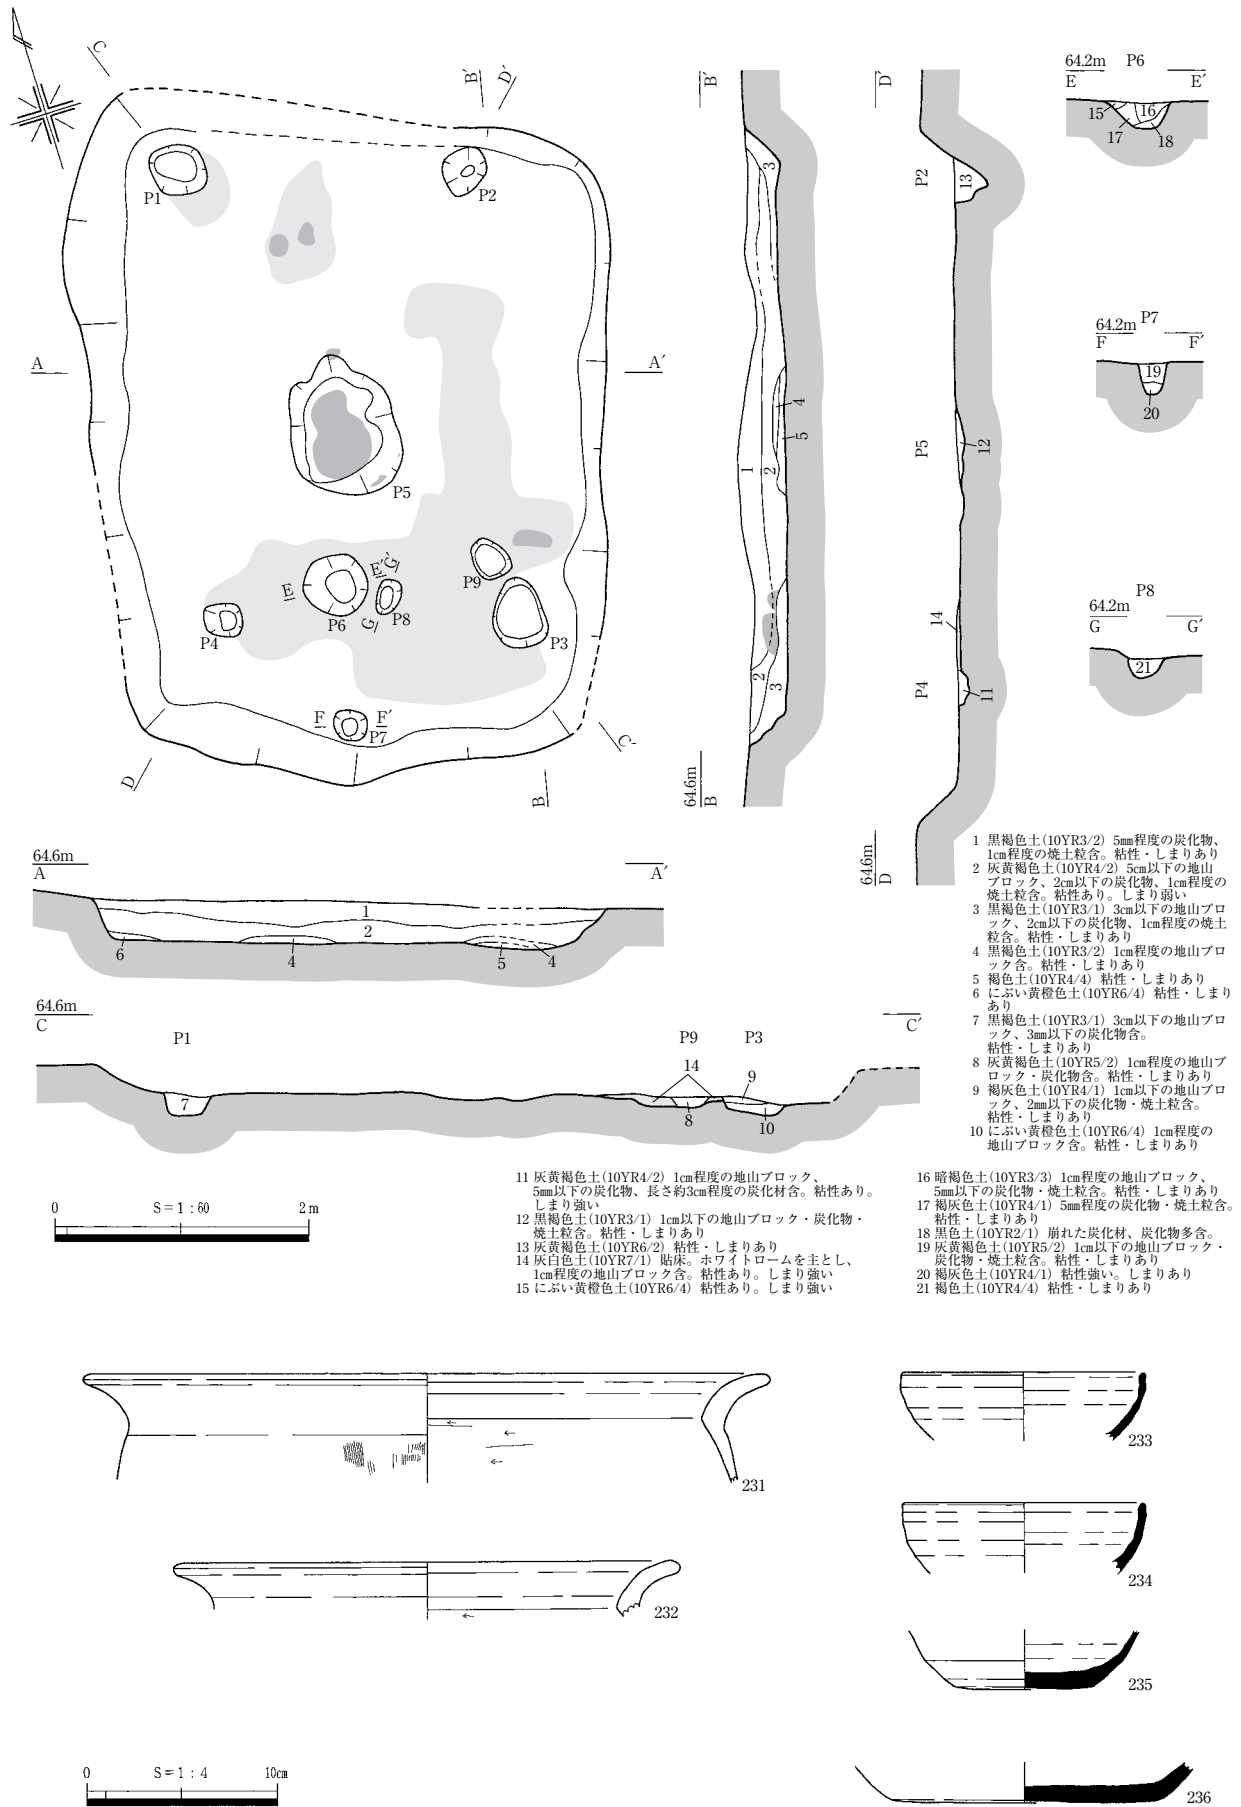 C
B′
D′
P1
P2
A
A′
P5
P9
E
E′
G′
P8
G
P6
P4
P3
F
F′
P7
C′
D
B
B′
3
4
5
1
2
2
3
64.6m
B
D′
P2
13
P5
12
14
P4
11
64.6m
D
64.2m
P6
E
E′
15
16
17
18
64.2m
P7
F
F′
19
20
P8
64.2m
G
G′
21
64.6m
A
A′
1
2
6
4
5
4
64.6m
C
C′
P1
P9
P3
14
9
7
8
10
1 黒褐色土(10YR3/2) 5㎜程度の炭化物、
1㎝程度の焼土粒含。粘性・しまりあり
2 灰黄褐色土(10YR4/2) 5㎝以下の地山
ブロック、2㎝以下の炭化物、1㎝程度の
焼土粒含。粘性あり。しまり弱い
3 黒褐色土(10YR3/1) 3㎝以下の地山ブロ
ック、2㎝以下の炭化物、1㎝程度の焼土
粒含。粘性・しまりあり
4 黒褐色土(10YR3/2) 1㎝程度の地山ブロ
ック含。粘性・しまりあり
5 褐色土(10YR4/4) 粘性・しまりあり
6 にぶい黄橙色土(10YR6/4) 粘性・しまり
あり
7 黒褐色土(10YR3/1) 3㎝以下の地山ブロ
ック、3㎜以下の炭化物含。
粘性・しまりあり
8 灰黄褐色土(10YR5/2) 1㎝程度の地山ブ
ロック・炭化物含。粘性・しまりあり
9 褐灰色土(10YR4/1) 1㎝以下の地山ブロ
ック、2㎜以下の炭化物・焼土粒含。
粘性・しまりあり
10 にぶい黄橙色土(10YR6/4) 1㎝程度の
地山ブロック含。粘性・しまりあり
11 灰黄褐色土(10YR4/2) 1㎝程度の地山ブロック、
5㎜以下の炭化物、長さ約3㎝程度の炭化材含。粘性あり。
しまり強い
12 黒褐色土(10YR3/1) 1㎝以下の地山ブロック・炭化物・
焼土粒含。粘性・しまりあり
13 灰黄褐色土(10YR6/2) 粘性・しまりあり
14 灰白色土(10YR7/1) 貼床。ホワイトロームを主とし、
1㎝程度の地山ブロック含。粘性あり。しまり強い
15 にぶい黄橙色土(10YR6/4) 粘性あり。しまり強い
16 暗褐色土(10YR3/3) 1㎝程度の地山ブロック、
5㎜以下の炭化物・焼土粒含。粘性・しまりあり
17 褐灰色土(10YR4/1) 5㎜程度の炭化物・焼土粒含。
粘性・しまりあり
18 黒色土(10YR2/1) 崩れた炭化材、炭化物多含。
19 灰黄褐色土(10YR5/2) 1㎝以下の地山ブロック・
炭化物・焼土粒含。粘性・しまりあり
20 褐灰色土(10YR4/1) 粘性強い。しまりあり
21 褐色土(10YR4/4) 粘性・しまりあり
0 S=1:60 2m
231
232
233
234
235
236
0 S=1:4 10㎝